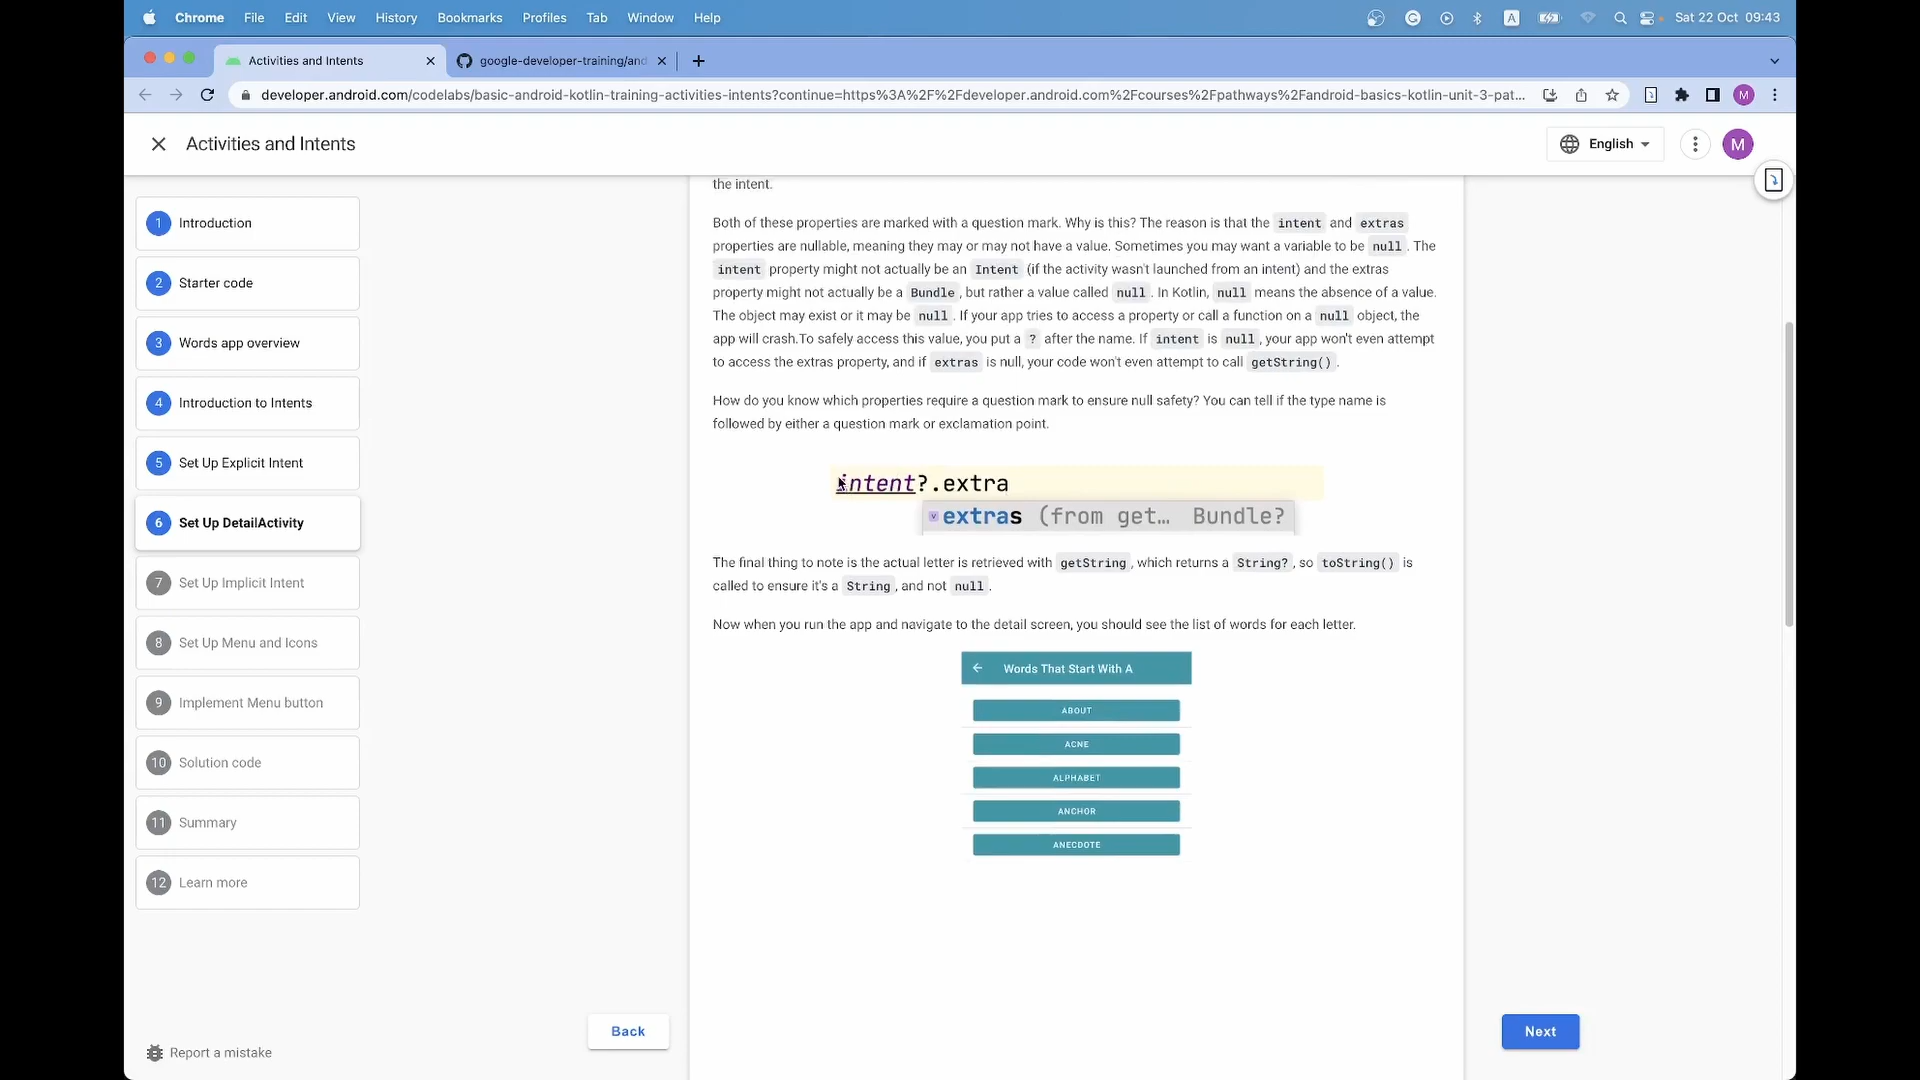 Chrome File Edit View History Bookmarks Profiles Tab Window Help
A
Sat 22 Oct 09:43
Activities and Intents
google-developer-training/and
developer.android.com/codelabs/basic-android-kotlin-training-activities-intents?continue=https%3A%2F%2Fdeveloper.android.com%2Fcourses%2Fpathways%2Fandroid-basics-kotlin-unit-3-pat...
M
Activities and Intents
English
M
1 Introduction
2 Starter code
3 Words app overview
4 Introduction to Intents
5 Set Up Explicit Intent
6 Set Up DetailActivity
7 Set Up Implicit Intent
8 Set Up Menu and Icons
9 Implement Menu button
10 Solution code
11 Summary
12 Learn more
Report a mistake
the intent.
Both of these properties are marked with a question mark. Why is this? The reason is that the intent and extras
properties are nullable, meaning they may or may not have a value. Sometimes you may want a variable to be null. The
intent property might not actually be an Intent (if the activity wasn't launched from an intent) and the extras
property might not actually be a Bundle, but rather a value called null. In Kotlin, null means the absence of a value.
The object may exist or it may be null. If your app tries to access a property or call a function on a null object, the
app will crash.To safely access this value, you put a ? after the name. If intent is null, your app won't even attempt
to access the extras property, and if extras is null, your code won't even attempt to call getString().
How do you know which properties require a question mark to ensure null safety? You can tell if the type name is
followed by either a question mark or exclamation point.
intent?.extra
v extras (from get... Bundle?
The final thing to note is the actual letter is retrieved with getString, which returns a String?, so toString() is
called to ensure it's a String, and not null.
Now when you run the app and navigate to the detail screen, you should see the list of words for each letter.
Words That Start With A
ABOUT
ACNE
ALPHABET
ANCHOR
ANECDOTE
Back
Next